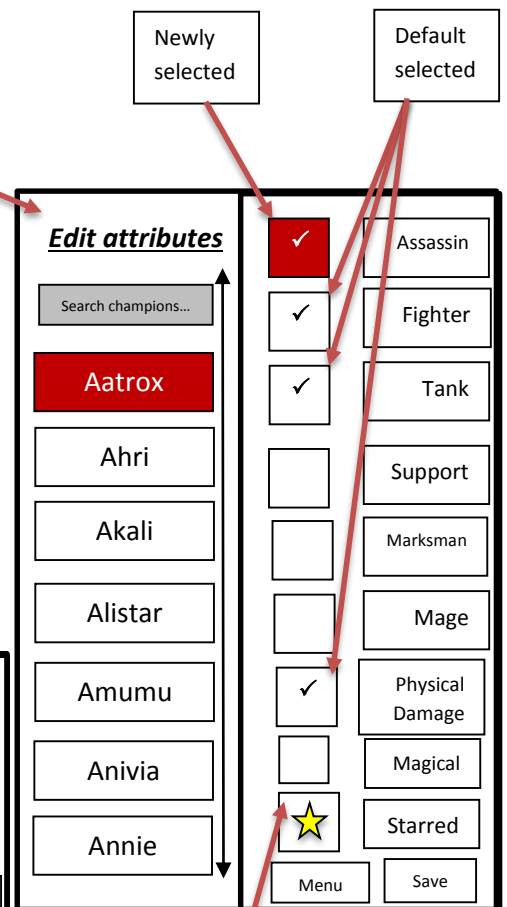 Newly
selected
Default
selected
Edit attributes
Search champions...
Aatrox
Ahri
Akali
Alistar
Amumu
Anivia
Annie
Assassin
Fighter
Tank
Support
Marksman
Mage
Physical
Damage
Magical
Starred
Menu
Save